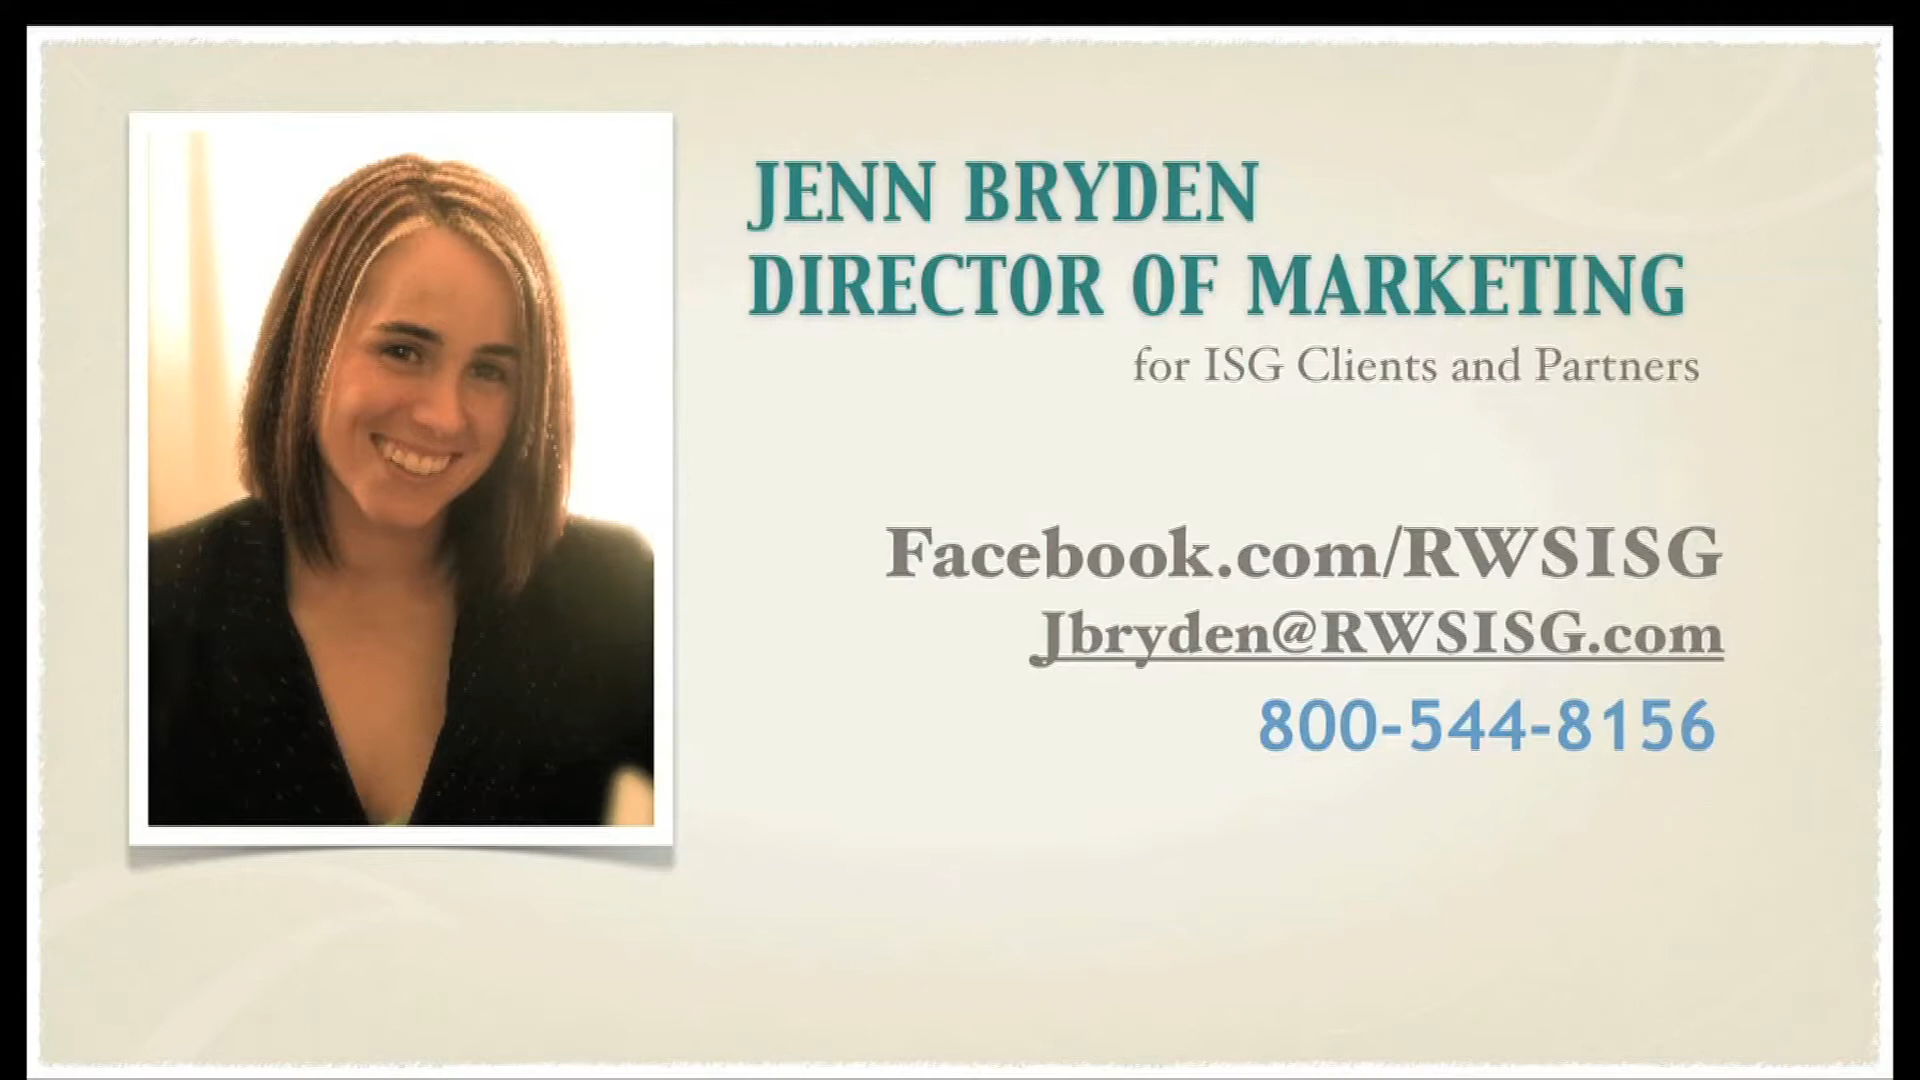 JENN BRYDEN
DIRECTOR OF MARKETING
for ISG Clients and Partners
Facebook.com/RWSISG
Jbryden@RWSISG.com
800-544-8156